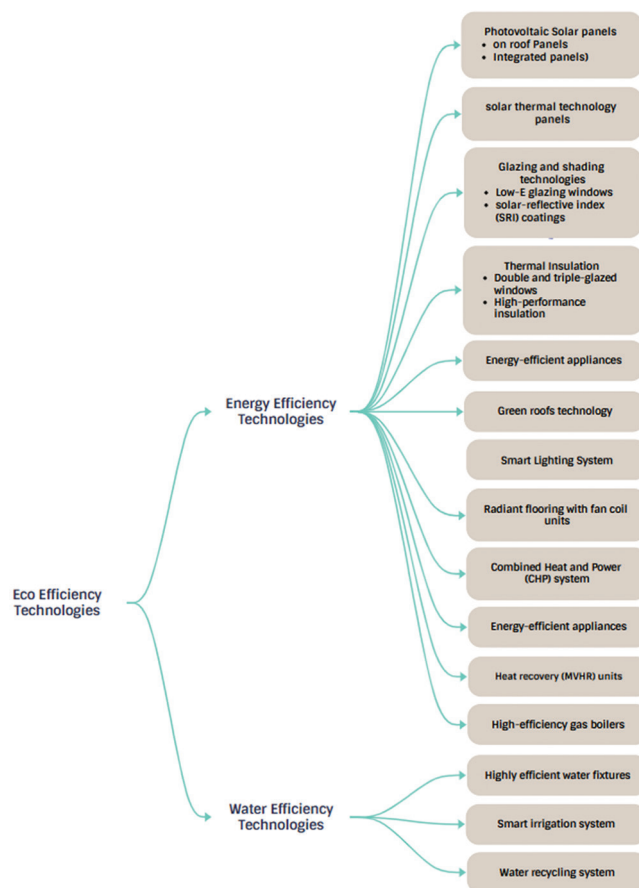 Photovoltaic Solar panels
• on roof Panels
• Integrated panels)
solar thermal technology
panels
Glazing and shading
technologies
• Low-E glazing windows
• solar-reflective index
(SRI) coatings
Thermal Insulation
• Double and triple-glazed
windows
• High-performance
insulation
Energy-efficient appliances
Energy Efficiency
Technologies
Green roofs technology
Smart Lighting System
Radiant flooring with fan coil
units
Combined Heat and Power
(CHP) system
Eco Efficiency
Technologies
Energy-efficient appliances
Heat recovery (MVHR) units
High-efficiency gas boilers
Highly efficient water fixtures
Water Efficiency
Technologies
Smart irrigation system
Water recycling system